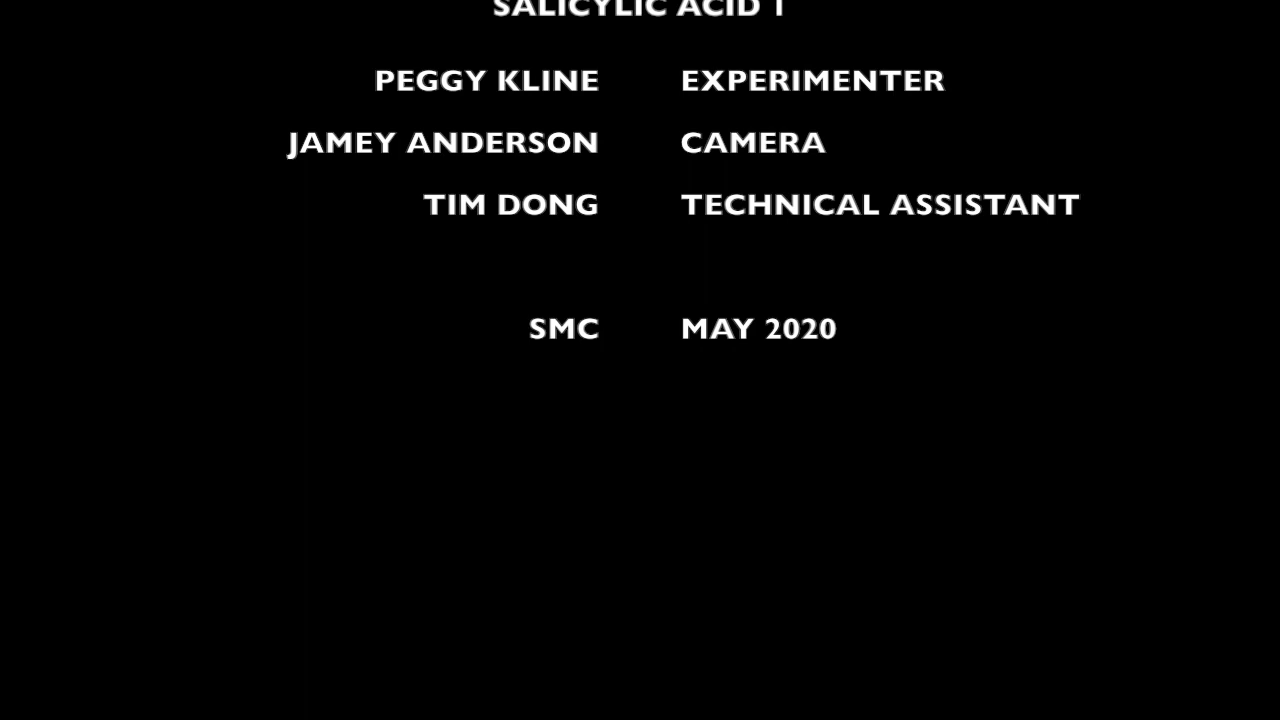 SALICYLIC ACID 1
PEGGY KLINE EXPERIMENTER
JAMEY ANDERSON CAMERA
TIM DONG TECHNICAL ASSISTANT
SMC MAY 2020